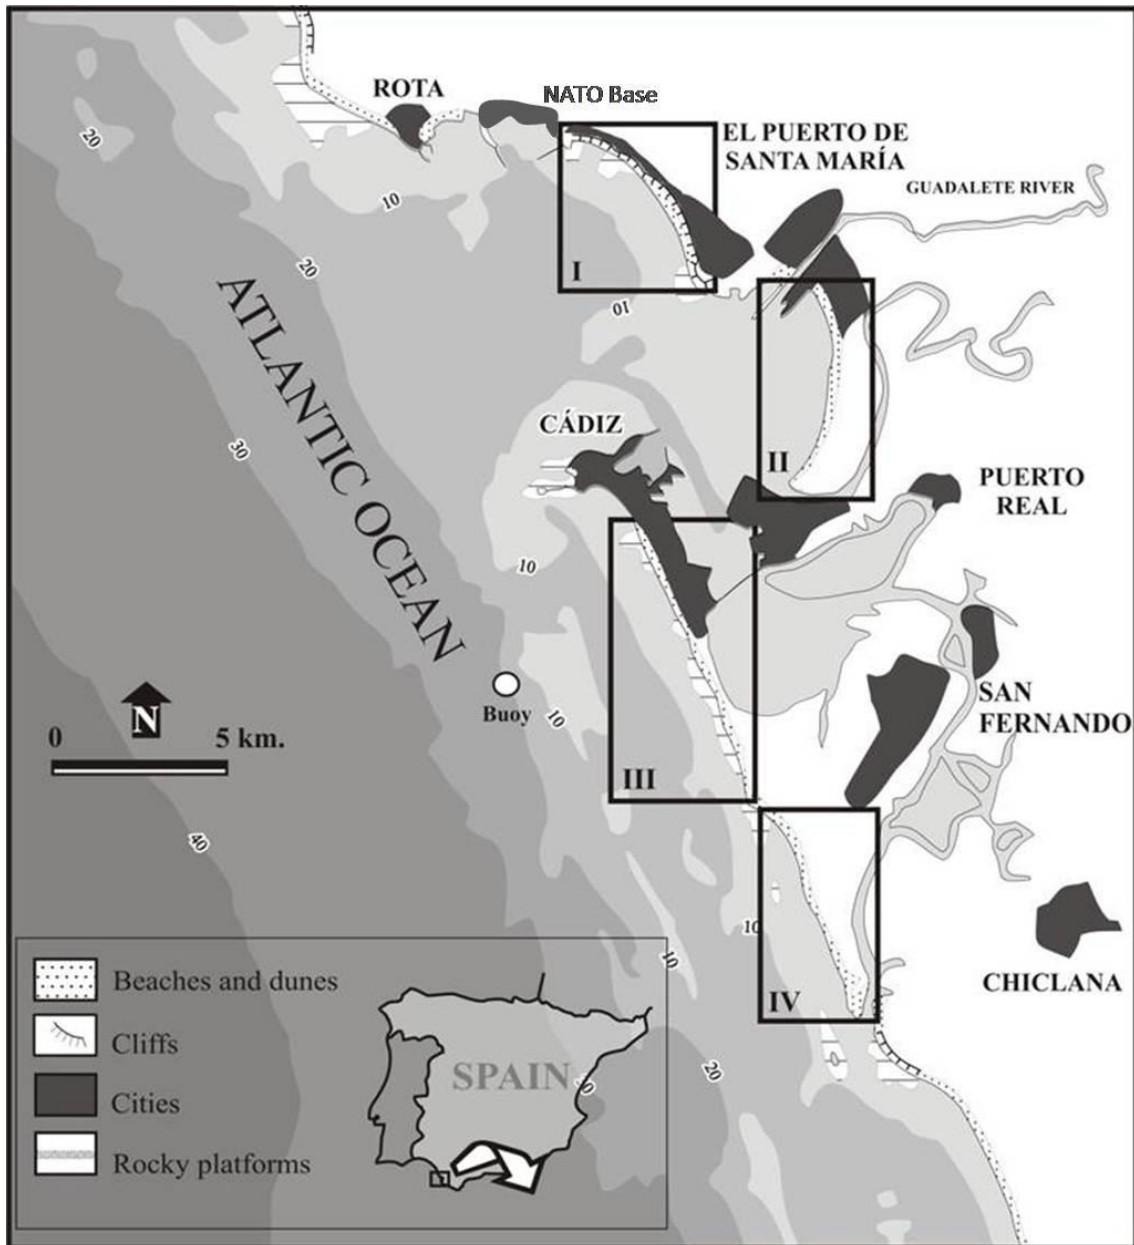 ROTA
NATO Base
EL PUERTO DE
SANTA MARÍA
GUADALETE RIVER
20
10
20
I
10
ATLANTIC OCEAN
CÁDIZ
30
II
PUERTO
REAL
10
SAN
FERNANDO
Buoy
10
N
0 5 km.
III
40
10
10
IV
CHICLANA
20
Beaches and dunes
Cliffs
Cities
Rocky platforms
SPAIN